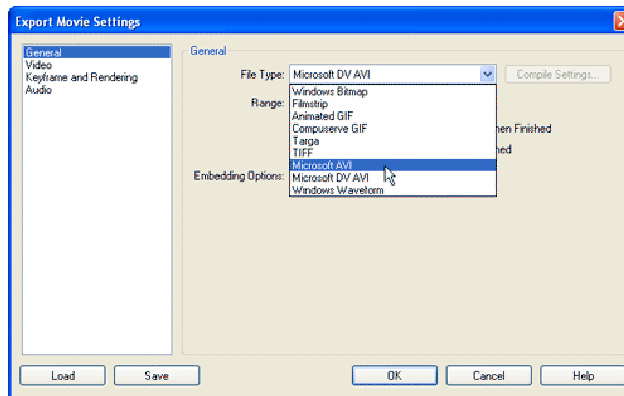 Export Movie Settings
General
Video
Keyframe and Rendering
Audio
General
File Type: Microsoft DV AVI
Compile Settings...
Windows Bitmap
Range: Filmstrip
Animated GIF
Compuserve GIF
en Finished
Targa
TIFF
ed
Microsoft AVI
Embedding Options: Microsoft DV AVI
Windows Waveform
Load
Save
OK
Cancel
Help